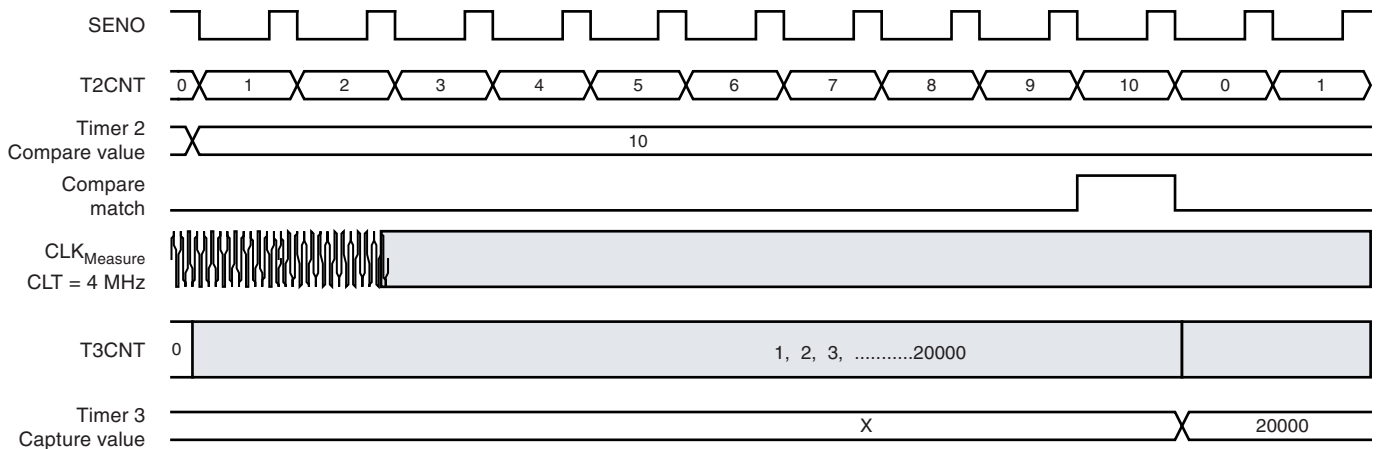 SENO
T2CNT 0 1 2 3 4 5 6 7 8 9 10 0 1
Timer 2
Compare value 10
Compare
match
CLKMeasure
CLT = 4 MHz
T3CNT 0 1, 2, 3, ...........20000
Timer 3
Capture value X 20000